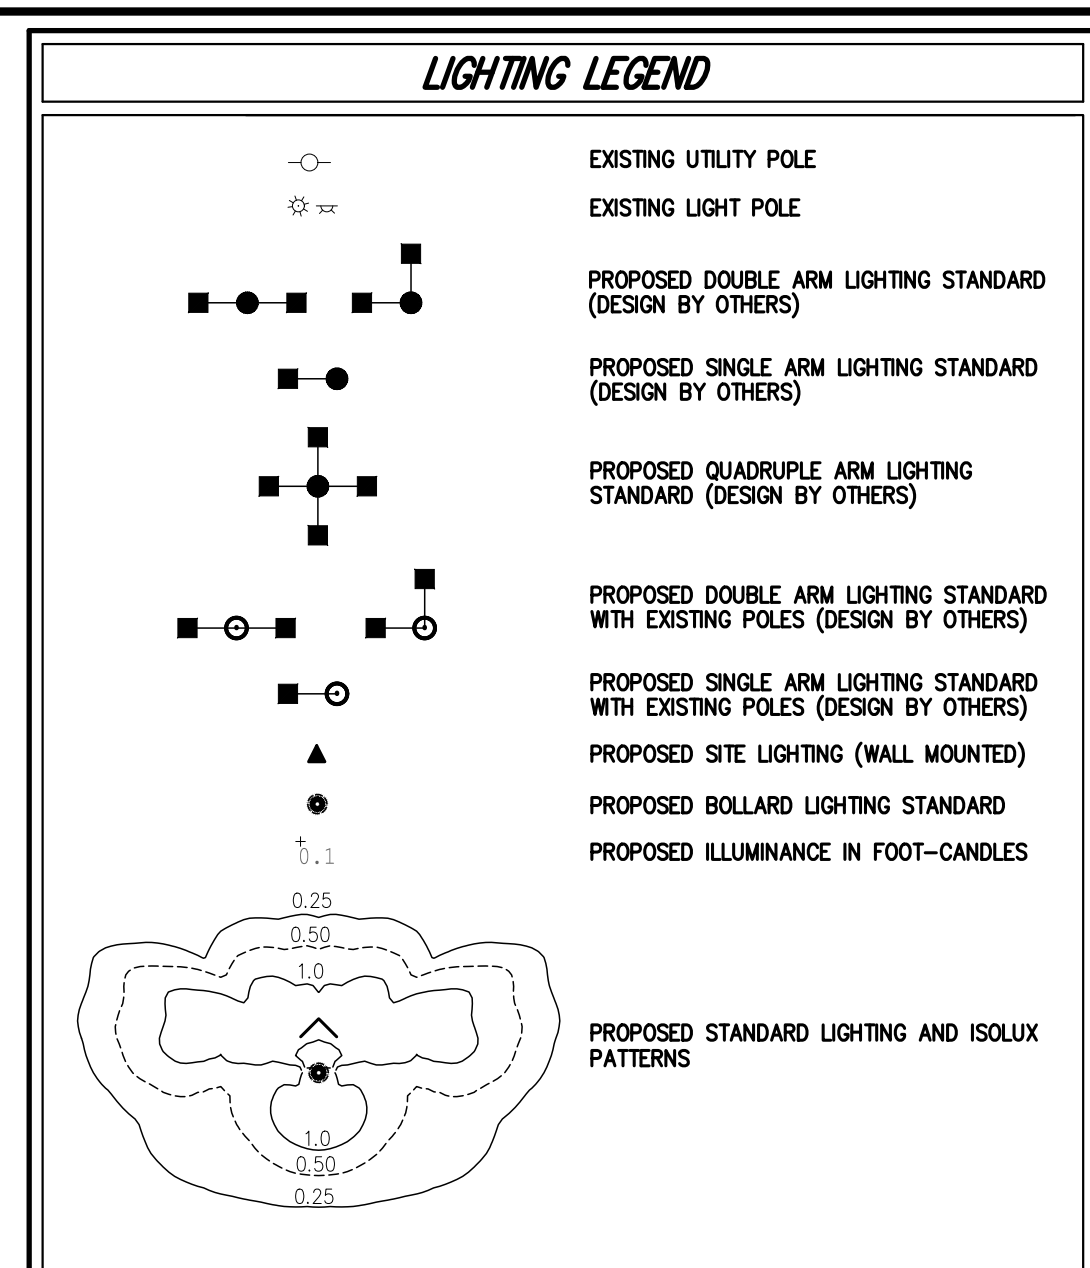 LIGHTING LEGEND
EXISTING UTILITY POLE
EXISTING LIGHT POLE
PROPOSED DOUBLE ARM LIGHTING STANDARD
(DESIGN BY OTHERS)
PROPOSED SINGLE ARM LIGHTING STANDARD
(DESIGN BY OTHERS)
PROPOSED QUADRUPLE ARM LIGHTING
STANDARD (DESIGN BY OTHERS)
PROPOSED DOUBLE ARM LIGHTING STANDARD
WITH EXISTING POLES (DESIGN BY OTHERS)
PROPOSED SINGLE ARM LIGHTING STANDARD
WITH EXISTING POLES (DESIGN BY OTHERS)
PROPOSED SITE LIGHTING (WALL MOUNTED)
PROPOSED BOLLARD LIGHTING STANDARD
+
0.1
PROPOSED ILLUMINANCE IN FOOT-CANDLES
0.25
0.50
1.0
PROPOSED STANDARD LIGHTING AND ISOLUX
PATTERNS
1.0
0.50
0.25